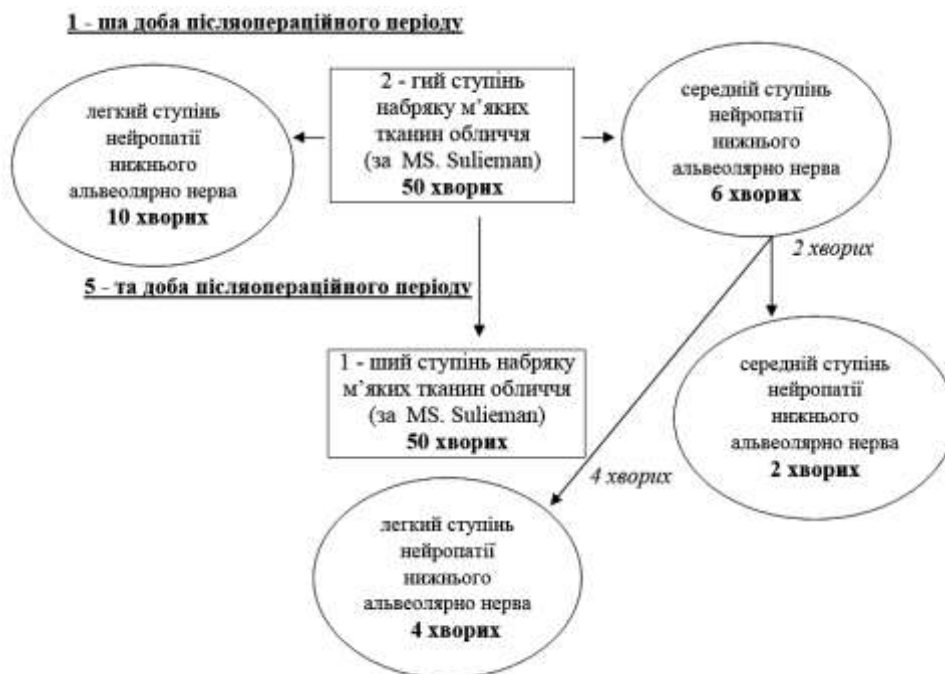 1 - ша доба післяопераційного періоду
легкий ступінь
нейропатії
нижнього
альвеолярно нерва
10 хворих
2 - гий ступінь
набряку м’яких
тканин обличчя
(за MS. Sulieman)
50 хворих
середній ступінь
нейропатії
нижнього
альвеолярно нерва
6 хворих
2 хворих
5 - та доба післяопераційного періоду
1 - ший ступінь набряку
м’яких тканин обличчя
(за MS. Sulieman)
50 хворих
середній ступінь
нейропатії
нижнього
альвеолярно нерва
2 хворих
4 хворих
легкий ступінь
нейропатії
нижнього
альвеолярно нерва
4 хворих